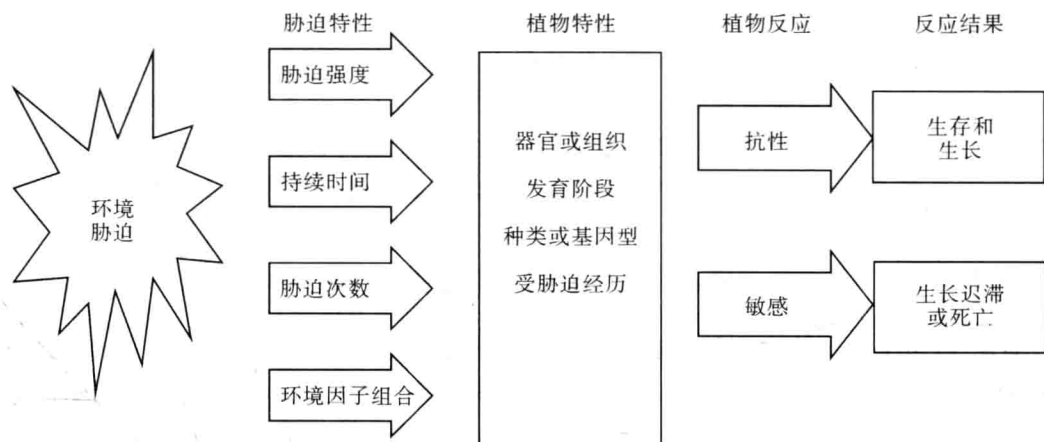 胁迫特性
植物特性
植物反应
反应结果
环境
胁迫
胁迫强度
持续时间
胁迫次数
环境因子组合
器官或组织
发育阶段
种类或基因型
受胁迫经历
抗性
敏感
生存和
生长
生长迟滞
或死亡